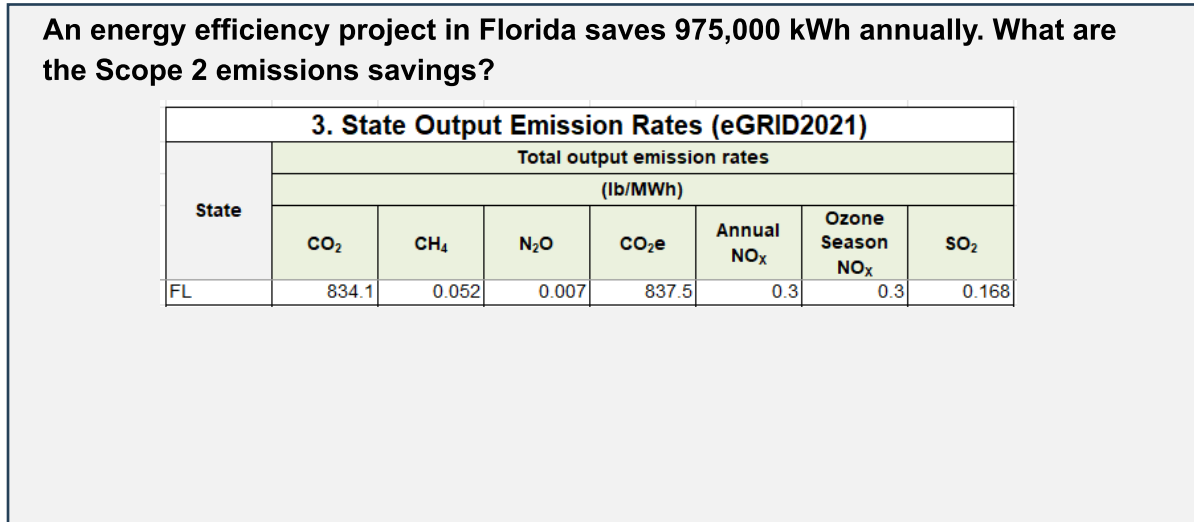 An energy efficiency project in Florida saves 975,000 kWh annually. What are
the Scope 2 emissions savings?
3. State Output Emission Rates (eGRID2021)
Total output emission rates
(lb/MWh)
State
CO₂
CH₄
N₂O
CO₂e
Annual
NOₓ
Ozone
Season
NOₓ
SO₂
FL 834.1 0.052 0.007 837.5 0.3 0.3 0.168